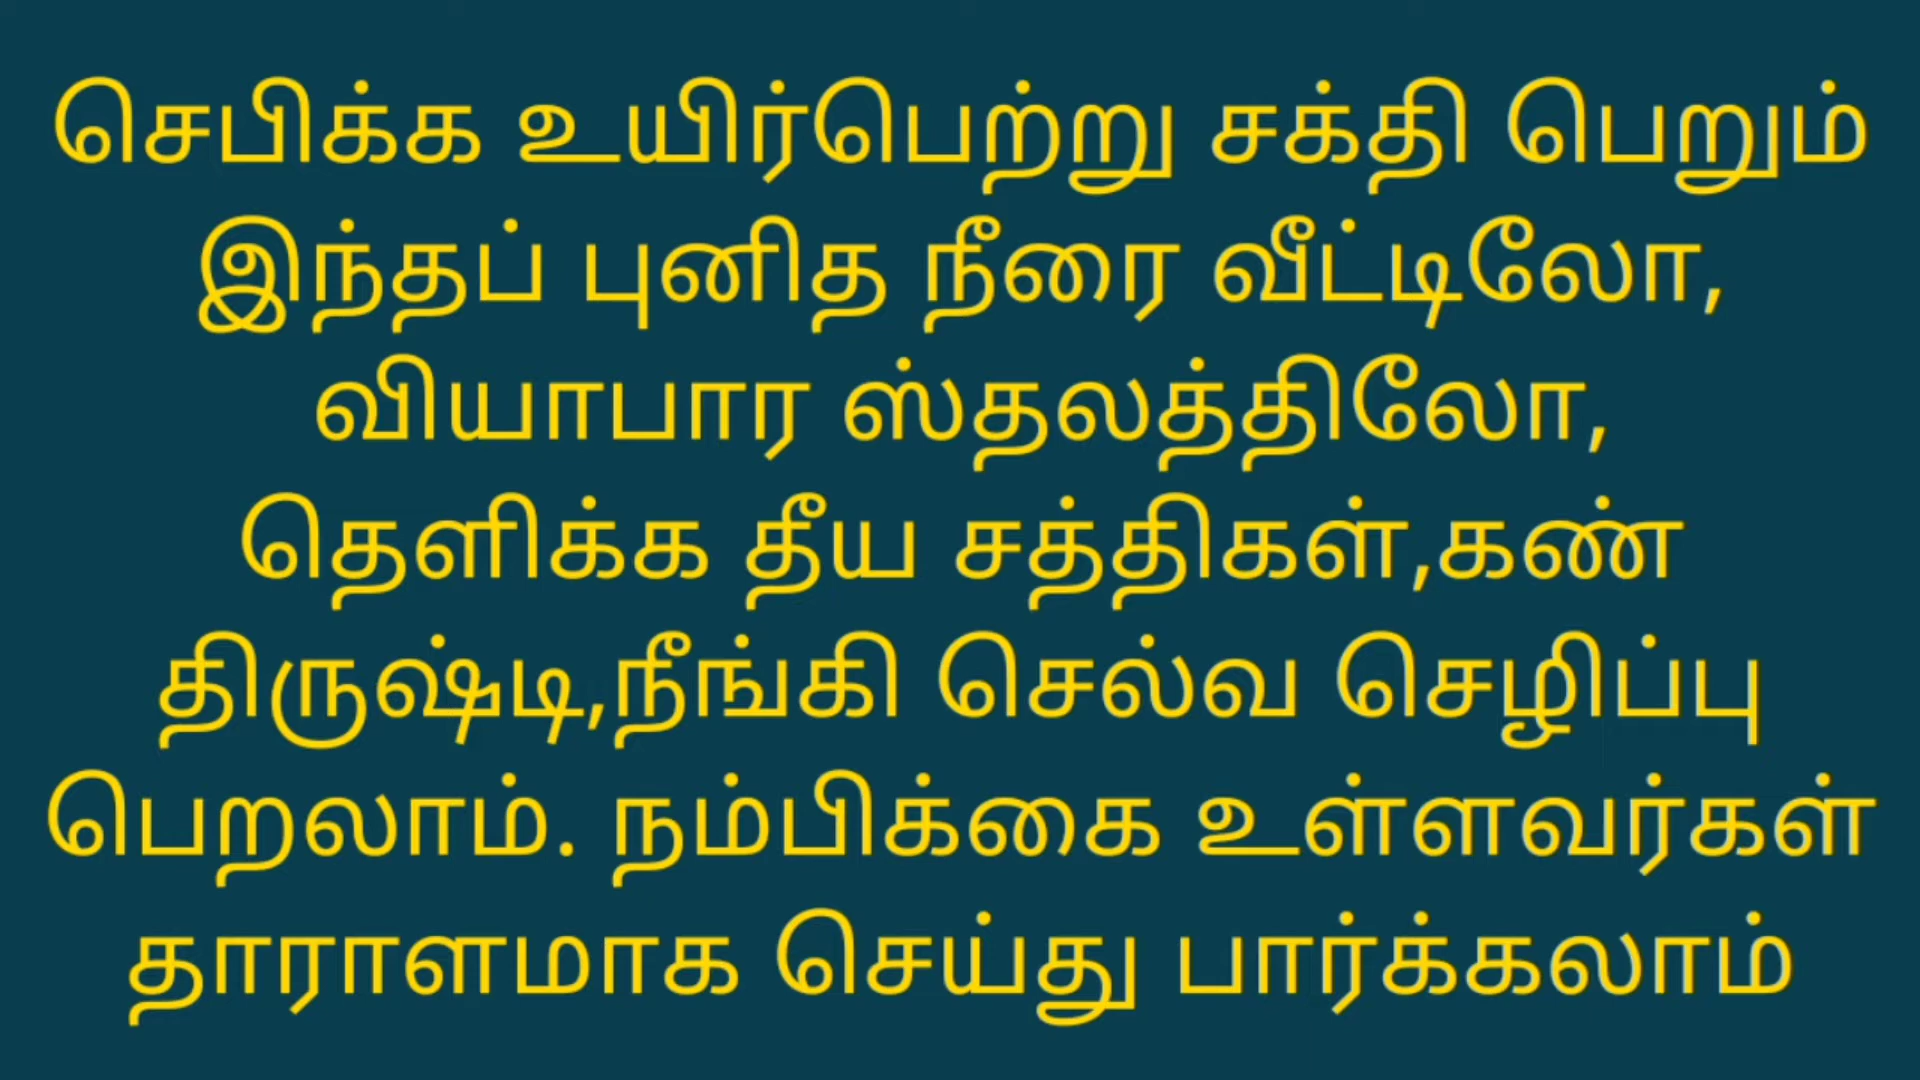 செபிக்க உயிர்பெற்று சக்தி பெறும்
இந்தப் புனித நீரை வீட்டிலோ,
வியாபார ஸ்தலத்திலோ,
தெளிக்க தீய சத்திகள்,கண்
திருஷ்டி,நீங்கி செல்வ செழிப்பு
பெறலாம். நம்பிக்கை உள்ளவர்கள்
தாராளமாக செய்து பார்க்கலாம்